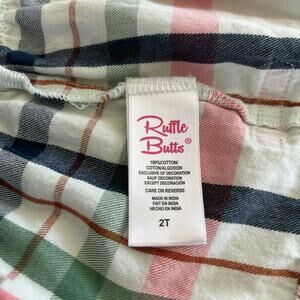 Ruffle
Butts®
100%COTTON/
COTON/ALGODON
EXCLUSIVE OF DECORATION
SAUF DECORATION
EXCEPT DECORACIÓN
CARE ON REVERSE
MADE IN INDIA
FAIT EN INDIA
HECHO EN INDIA
2T